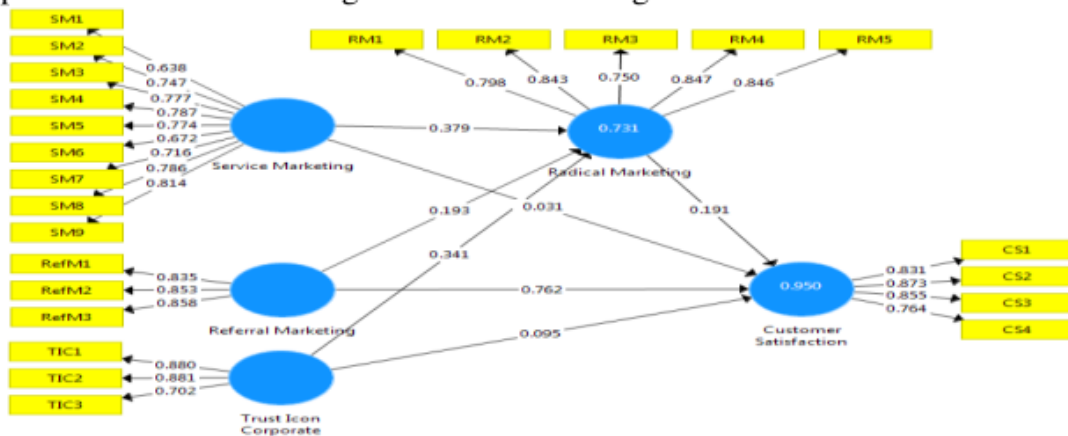 SM1
SM2
SM3
SM4
SM5
SM6
SM7
SM8
SM9
0.638
0.747
0.777
0.787
0.774
0.672
0.716
0.786
0.814
Service Marketing
RM1
RM2
RM3
RM4
RM5
0.798
0.843
0.750
0.847
0.846
0.731
Radical Marketing
0.379
0.193
0.031
0.341
0.191
0.762
0.095
RefM1
RefM2
RefM3
0.835
0.853
0.858
Referral Marketing
TIC1
TIC2
TIC3
0.880
0.881
0.702
Trust Icon
Corporate
0.950
Customer
Satisfaction
0.831
0.873
0.855
0.764
CS1
CS2
CS3
CS4